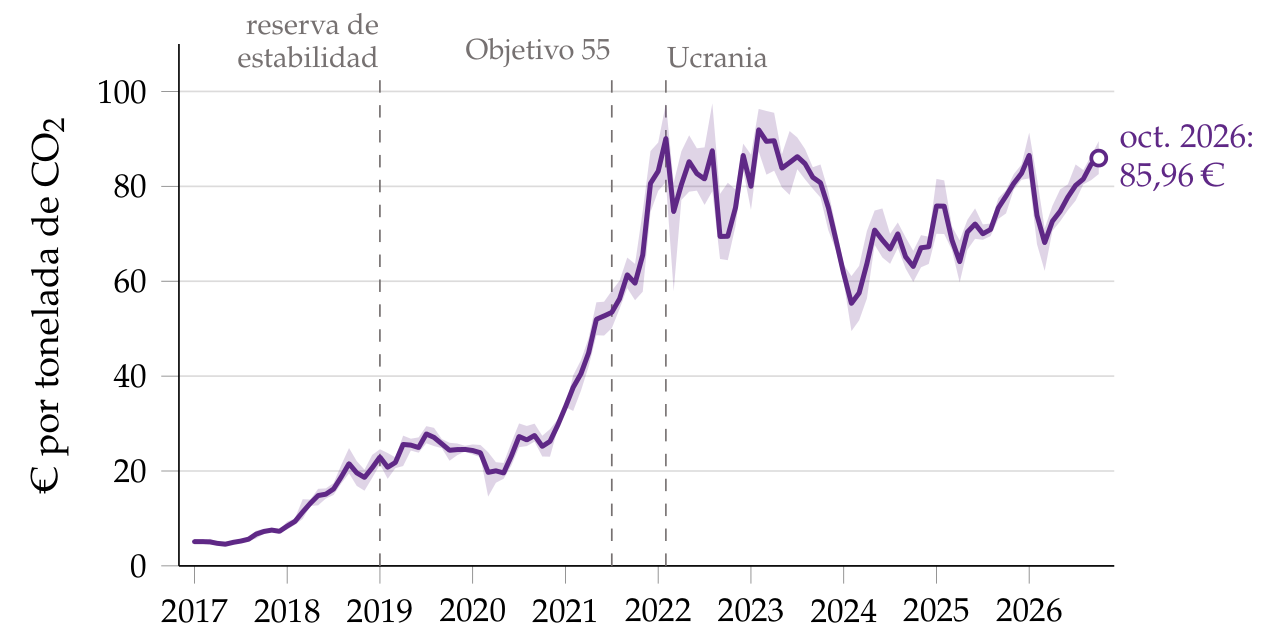 reserva de
estabilidad
Objetivo 55
Ucrania
€ por tonelada de CO₂
100
80
60
40
20
0
oct. 2026:
85,96 €
2017 2018 2019 2020 2021 2022 2023 2024 2025 2026